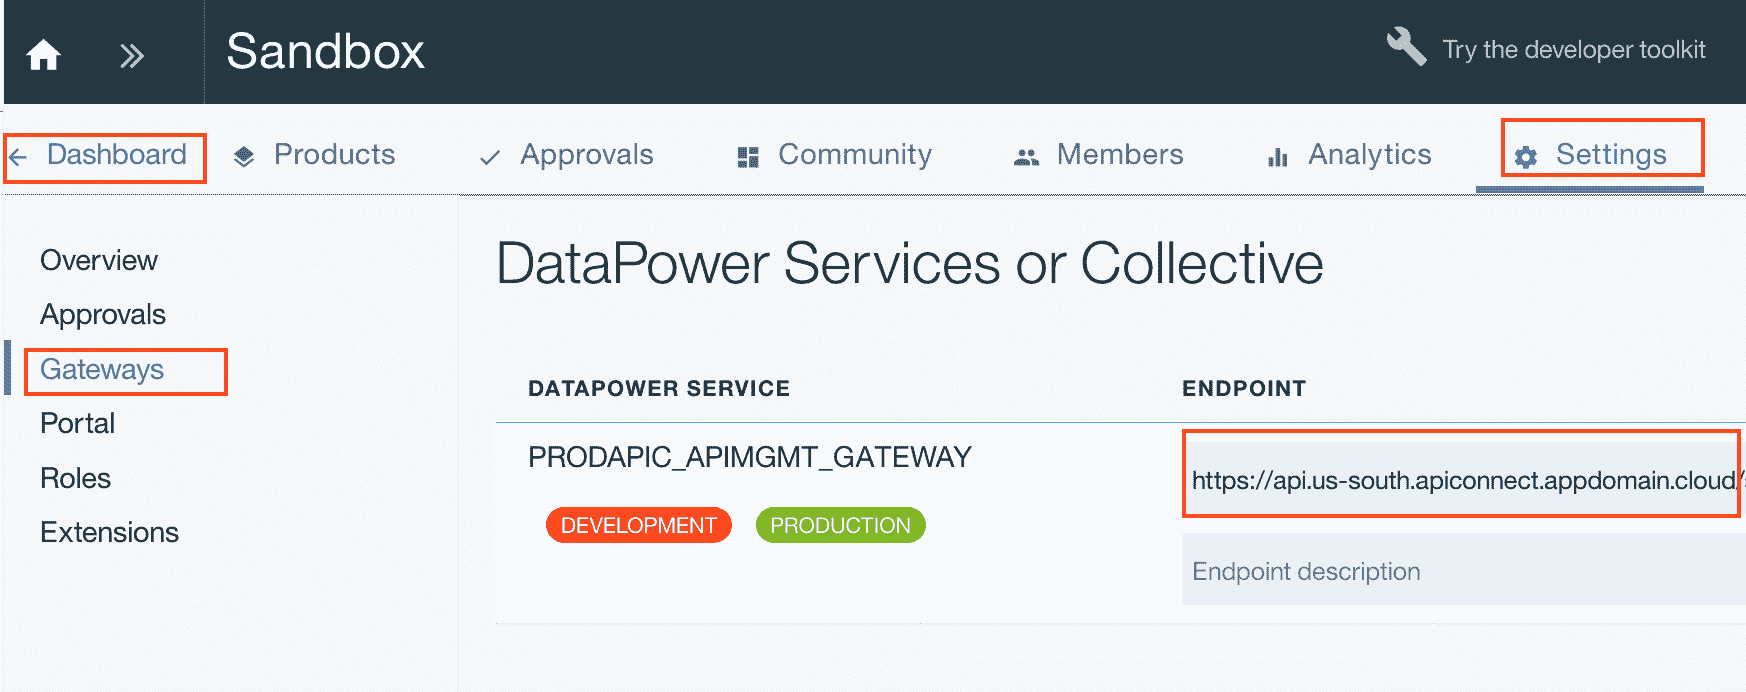 Sandbox
Try the developer toolkit
Dashboard
Products
Approvals
Community
Members
Analytics
Settings
Overview
Approvals
Gateways
Portal
Roles
Extensions
DataPower Services or Collective
DATAPOWER SERVICE
ENDPOINT
PRODAPIC_APIMGMT_GATEWAY
https://api.us-south.apiconnect.appdomain.cloud/
DEVELOPMENT
PRODUCTION
Endpoint description